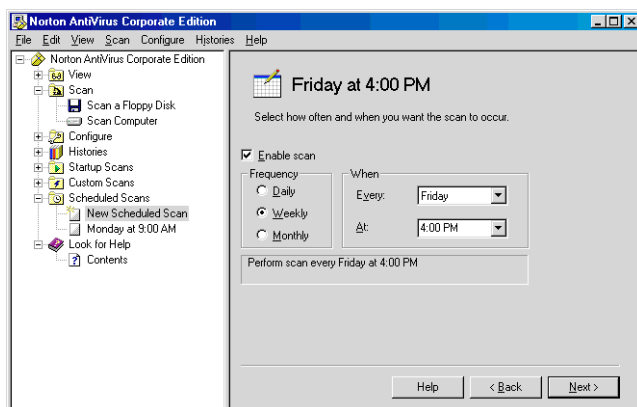 Norton AntiVirus Corporate Edition
File Edit View Scan Configure Histories Help
Norton AntiVirus Corporate Edition
View
Scan
Scan a Floppy Disk
Scan Computer
Configure
Histories
Startup Scans
Custom Scans
Scheduled Scans
New Scheduled Scan
Monday at 9:00 AM
Look for Help
Contents
Friday at 4:00 PM
Select how often and when you want the scan to occur.
Enable scan
Frequency
Daily
Weekly
Monthly
When
Every: Friday
At: 4:00 PM
Perform scan every Friday at 4:00 PM
Help < Back Next >